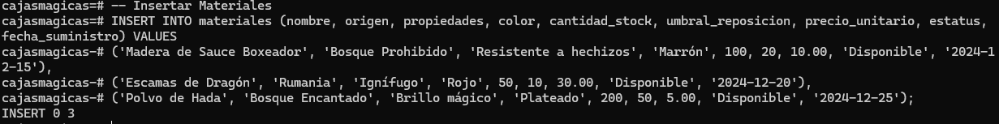 cajasmagicas=# -- Insertar Materiales
cajasmagicas=# INSERT INTO materiales (nombre, origen, propiedades, color, cantidad_stock, umbral_reposicion, precio_unitario, estatus,
fecha_suministro) VALUES
cajasmagicas-# ('Madera de Sauce Boxeador', 'Bosque Prohibido', 'Resistente a hechizos', 'Marrón', 100, 20, 10.00, 'Disponible', '2024-1
2-15'),
cajasmagicas-# ('Escamas de Dragón', 'Rumania', 'Ignífugo', 'Rojo', 50, 10, 30.00, 'Disponible', '2024-12-20'),
cajasmagicas-# ('Polvo de Hada', 'Bosque Encantado', 'Brillo mágico', 'Plateado', 200, 50, 5.00, 'Disponible', '2024-12-25');
INSERT 0 3